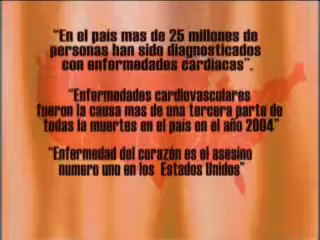 "En el país mas de 25 millones de
personas han sido diagnosticados
con enfermedades cardiacas".
"Enfermedades cardiovasculares
fueron la causa mas de una tercera parte de
todas la muertes en el país en el año 2004"
"Enfermedad del corazón es el asesino
numero uno en los Estados Unidos"